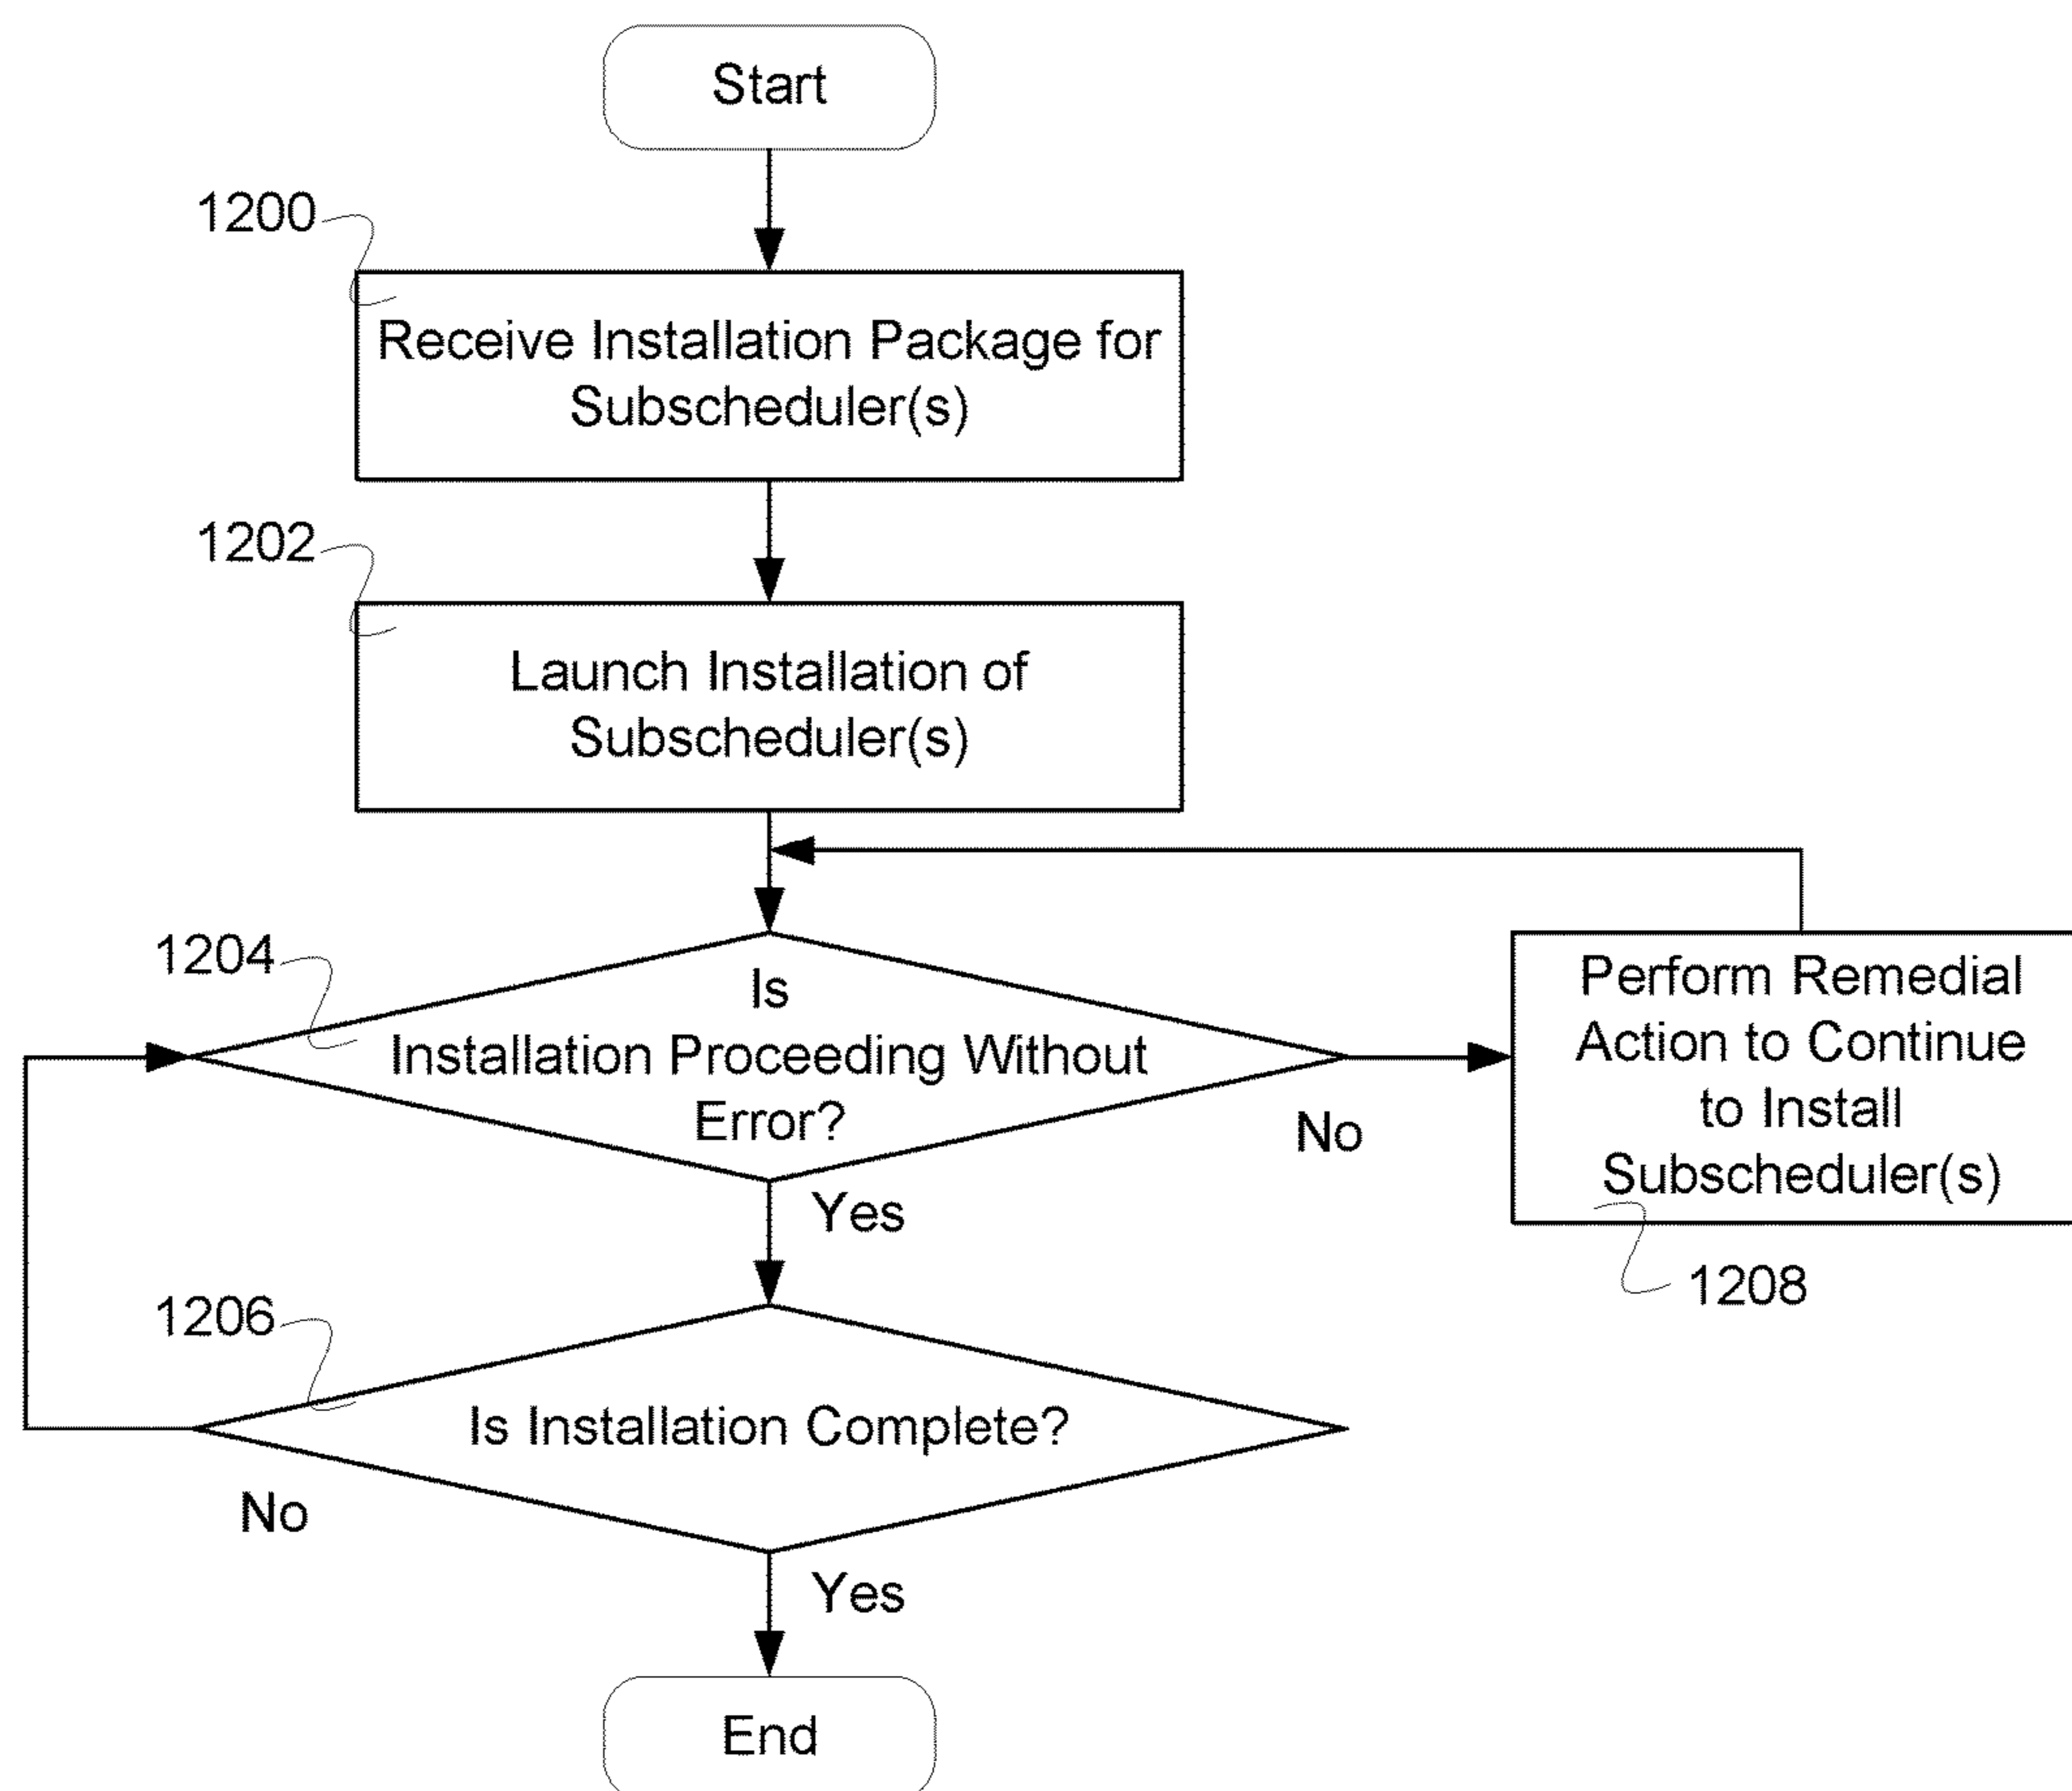 Start
1200
Receive Installation Package for
Subscheduler(s)
1202
Launch Installation of
Subscheduler(s)
1204
Is
Installation Proceeding Without
Error?
No
Perform Remedial
Action to Continue
to Install
Subscheduler(s)
1208
Yes
1206
Is Installation Complete?
No
Yes
End